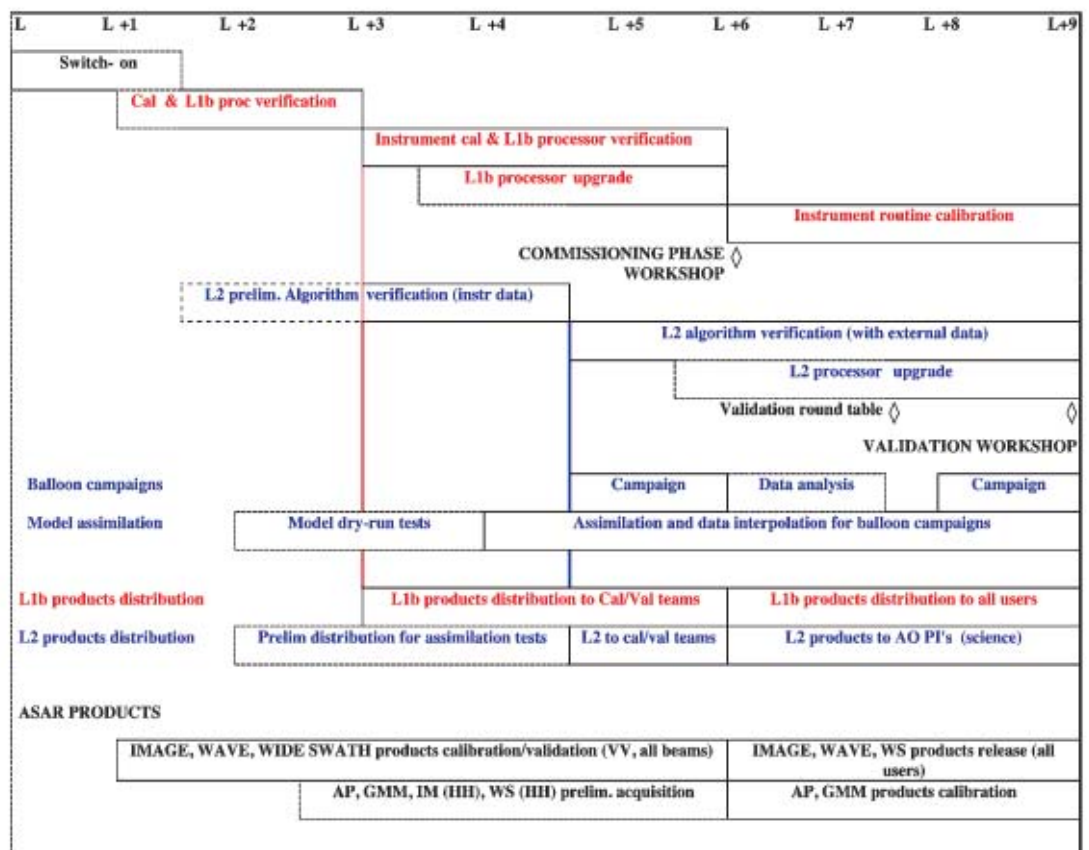 L L +1 L +2 L +3 L +4 L +5 L +6 L +7 L +8 L+9
Switch- on
Cal & L1b proc verification
Instrument cal & L1b processor verification
L1b processor upgrade
Instrument routine calibration
COMMISSIONING PHASE
WORKSHOP
L2 prelim. Algorithm verification (instr data)
L2 algorithm verification (with external data)
L2 processor upgrade
Validation round table
VALIDATION WORKSHOP
Balloon campaigns Campaign Data analysis Campaign
Model assimilation Model dry-run tests Assimilation and data interpolation for balloon campaigns
L1b products distribution L1b products distribution to Cal/Val teams L1b products distribution to all users
L2 products distribution Prelim distribution for assimilation tests L2 to cal/val teams L2 products to AO PI's (science)
ASAR PRODUCTS
IMAGE, WAVE, WIDE SWATH products calibration/validation (VV, all beams) IMAGE, WAVE, WS products release (all
users)
AP, GMM, IM (HH), WS (HH) prelim. acquisition AP, GMM products calibration